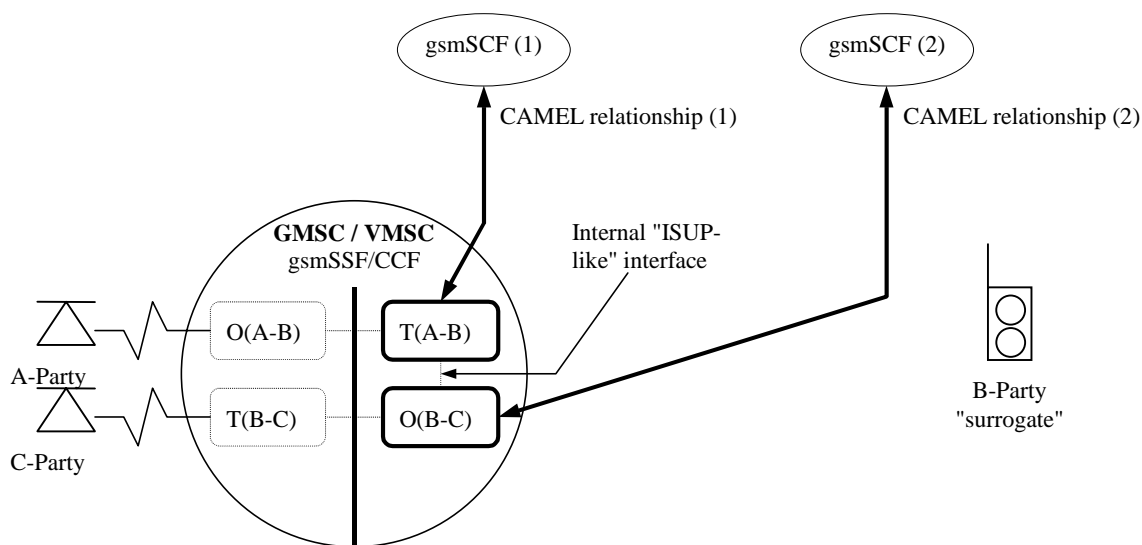 gsmSCF (1)
gsmSCF (2)
CAMEL relationship (1)
CAMEL relationship (2)
GMSC / VMSC
gsmSSF/CCF
Internal "ISUP-
like" interface
O(A-B)
T(A-B)
A-Party
T(B-C)
O(B-C)
C-Party
B-Party
"surrogate"